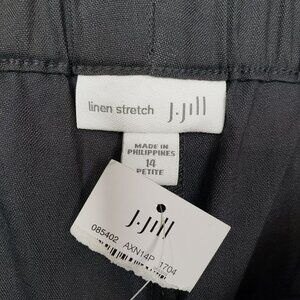 linen stretch J.Jill
MADE IN
PHILIPPINES
14
PETITE
J.Jill
085402 AXN14P 1704